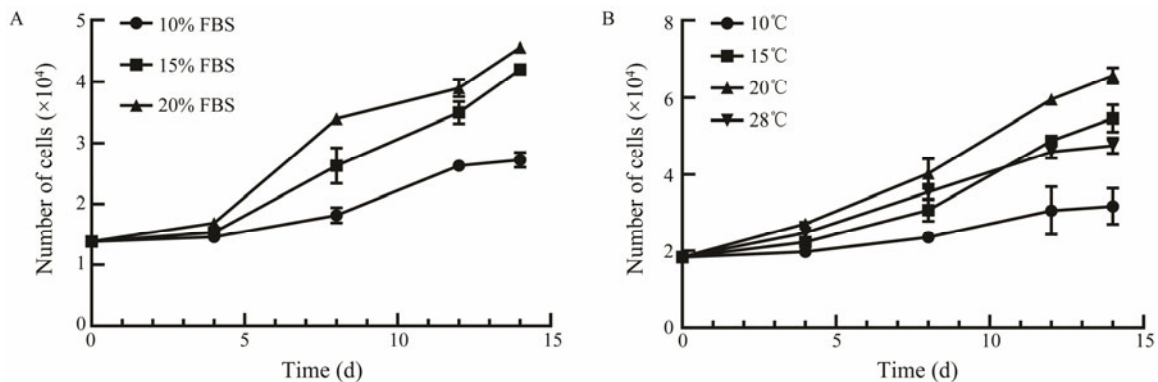 A
10% FBS
15% FBS
20% FBS
Number of cells (×10⁴)
5
4
3
2
1
0
0 5 10 15
Time (d)
B
10℃
15℃
20℃
28℃
Number of cells (×10⁴)
8
6
4
2
0
0 5 10 15
Time (d)